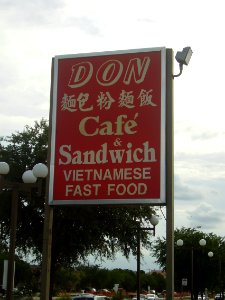 DON
麵包粉麵飯
Café
&
Sandwich
VIETNAMESE
FAST FOOD